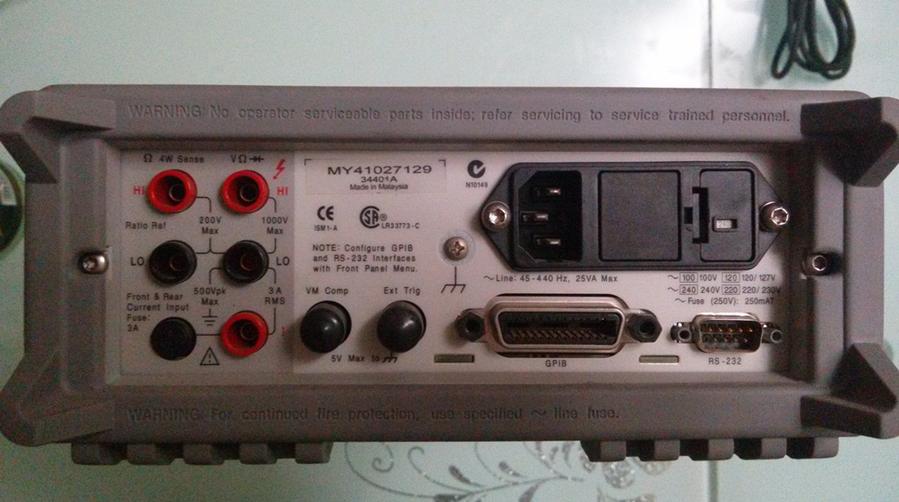 WARNING No operator serviceable parts inside; refer servicing to service trained personnel.
Ω 4W Sense
VΩ
HI
HI
Ratio Ref
200V
Max
1000V
Max
LO
LO
Front & Rear
Current Input
Fuse:
3A
500Vpk
Max
3A
RMS
I
MY41027129
34401A
Made in Malaysia
CE
ISM1-A
SA
®
LR33773-C
NOTE: Configure GPIB
and RS-232 Interfaces
with Front Panel Menu.
N10149
VM Comp
Ext Trig
5V Max to
~Line: 45-440 Hz, 25VA Max
~ 100 100V 120 120/127V
~ 240 240V 220 220/230V
~ Fuse (250V): 250mAT
GPIB
RS-232
WARNING For continued fire protection, use specified ~ line fuse.